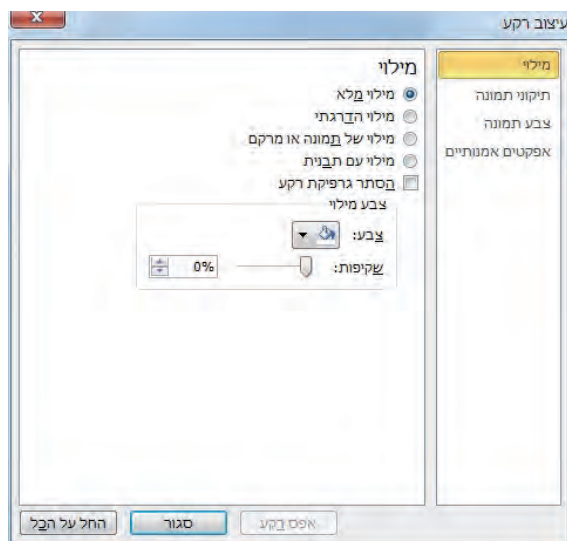 עיצוב רקע
מילוי
תיקוני תמונה
צבע תמונה
אפקטים אמנותיים
מילוי
מילוי מלא
מילוי הדרגתי
מילוי של תמונה או מרקם
מילוי עם תבנית
הסתר גרפיקת רקע
צבע מילוי
צבע:
שקיפות: 0%
אפס רקע
סגור
החל על הכל